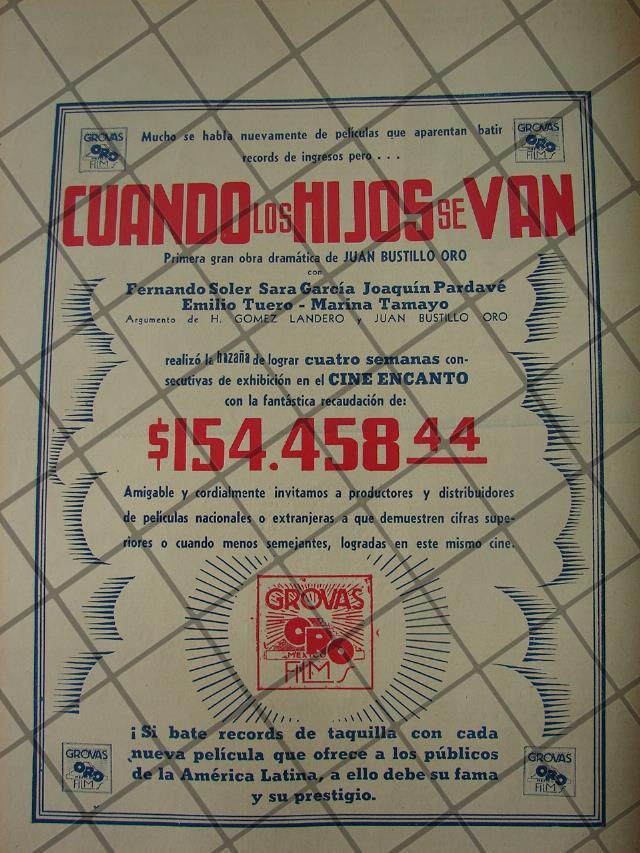 GROVAS
ORO
FILMS
Mucho se habla nuevamente de películas que aparentan batir
records de ingresos pero . . .
GROVAS
ORO
FILMS
CUANDO LOS HIJOS SE VAN
Primera gran obra dramática de JUAN BUSTILLO ORO
con
Fernando Soler Sara García Joaquín Pardavé
Emilio Tuero - Marina Tamayo
Argumento de H. GOMEZ LANDERO y JUAN BUSTILLO ORO
realizó la hazaña de lograr cuatro semanas con-
secutivas de exhibición en el CINE ENCANTO
con la fantástica recaudación de:
$154.458 44
Amigable y cordialmente invitamos a productores y distribuidores
de películas nacionales o extranjeras a que demuestren cifras supe-
riores o cuando menos semejantes, logradas en este mismo cine.
GROVAS
ORO
MEXICO
FILMS
¡Si bate records de taquilla con cada
nueva película que ofrece a los públicos
de la América Latina, a ello debe su fama
y su prestigio.
GROVAS
ORO
FILMS
GROVAS
ORO
FILMS